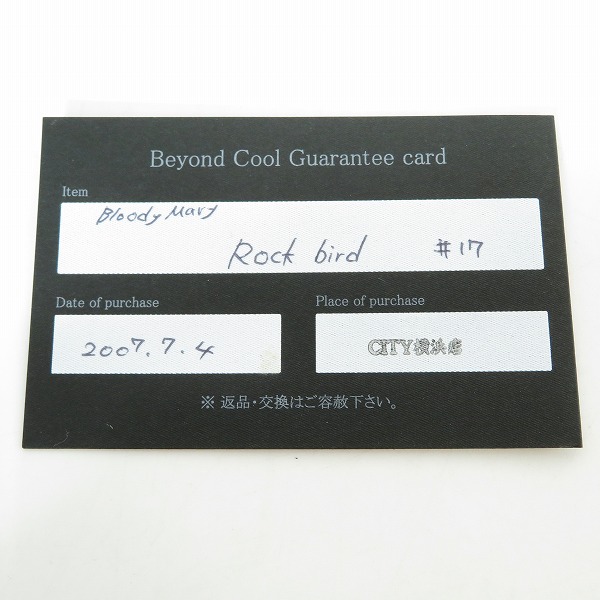 Beyond Cool Guarantee card
Item
Bloody Mary
Rock bird #17
Date of purchase
Place of purchase
2007.7.4
CITY横浜店
※ 返品・交換はご容赦下さい。